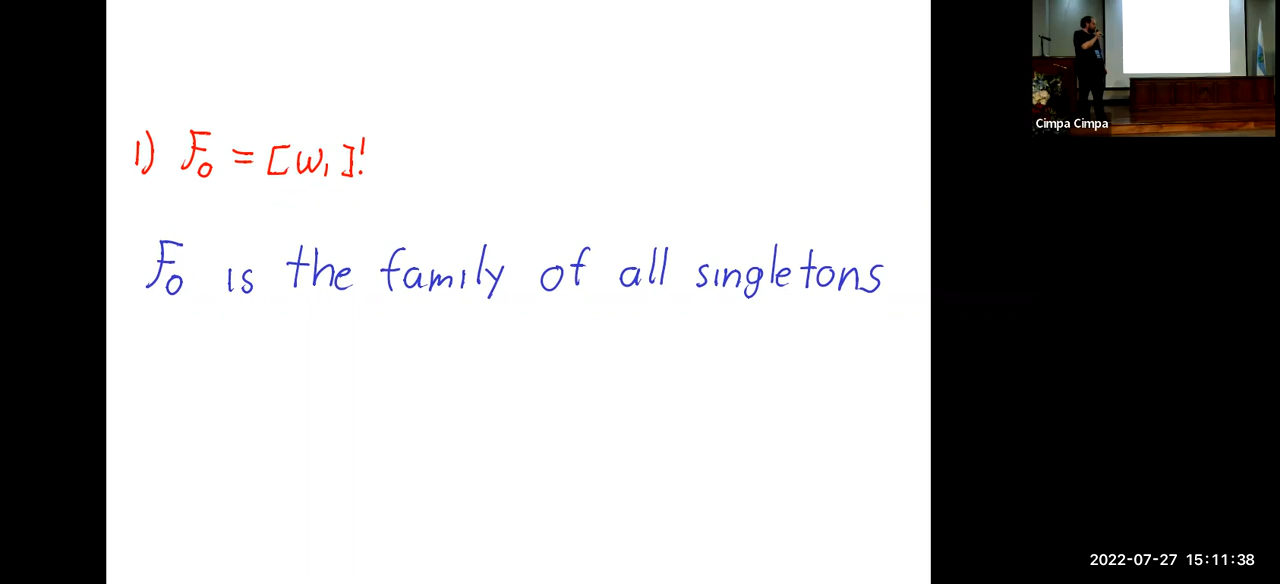 1) F₀ = [ω₁]¹.
F₀ is the family of all singletons
Cimpa Cimpa
2022-07-27 15:11:38